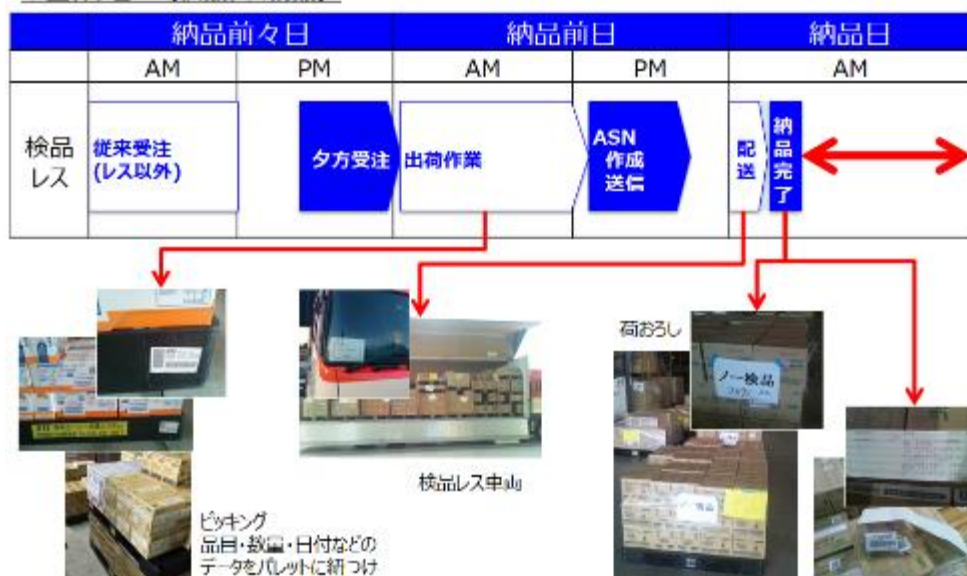 納品前々日 納品前日 納品日
AM PM AM PM AM
検品
レス
従来受注
(レス以外)
夕方受注
出荷作業
ASN
作成
送信
配送
納品完了
荷おろし
ノー検品
検品レス車両
ピッキング
品目・数量・日付などの
データをパレットに紐つけ